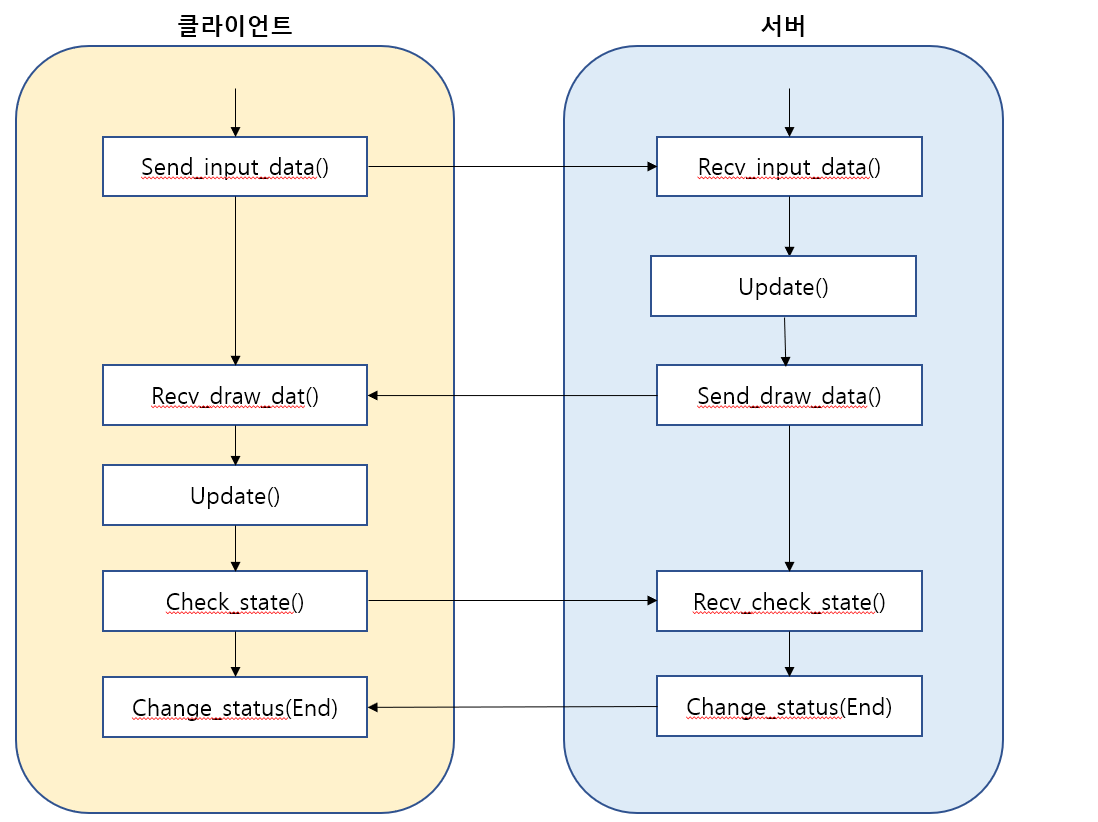 클라이언트
서버
Send_input_data()
Recv_input_data()
Update()
Recv_draw_dat()
Send_draw_data()
Update()
Check_state()
Recv_check_state()
Change_status(End)
Change_status(End)